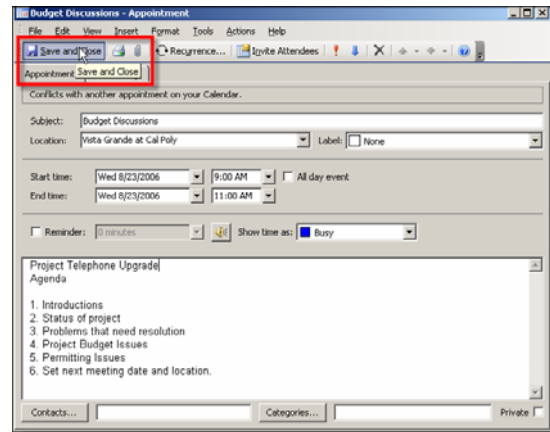 Budget Discussions - Appointment
File Edit View Insert Format Tools Actions Help
Save and Close Recurrence... Invite Attendees
Appointment Save and Close
Conflicts with another appointment on your Calendar.
Subject: Budget Discussions
Location: Vista Grande at Cal Poly Label: None
Start time: Wed 8/23/2006 9:00 AM All day event
End time: Wed 8/23/2006 11:00 AM
Reminder: 0 minutes Show time as: Busy
Project Telephone Upgrade
Agenda
1. Introductions
2. Status of project
3. Problems that need resolution
4. Project Budget Issues
5. Permitting Issues
6. Set next meeting date and location.
Contacts... Categories... Private